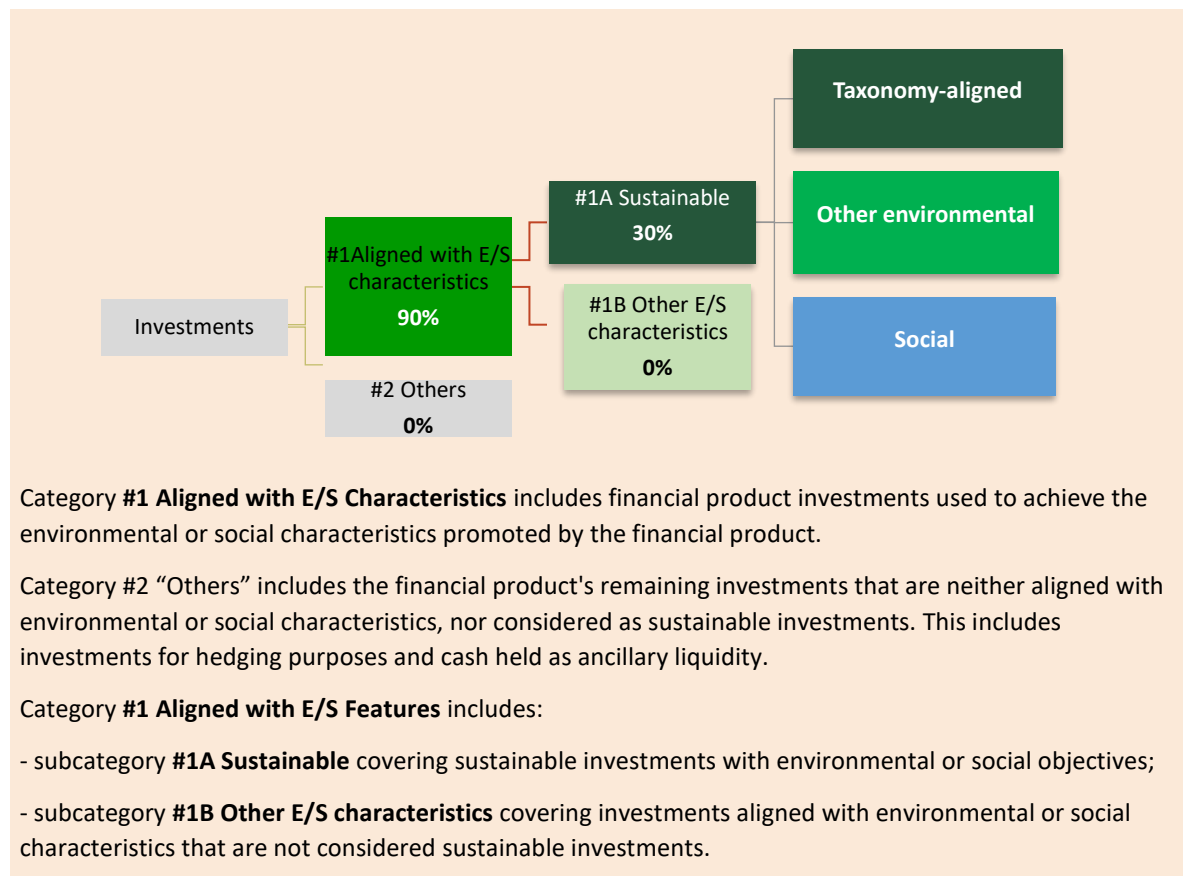 Taxonomy-aligned
#1A Sustainable
30%
Other environmental
#1Aligned with E/S
characteristics
90%
#1B Other E/S
characteristics
0%
Investments
Social
#2 Others
0%
Category #1 Aligned with E/S Characteristics includes financial product investments used to achieve the
environmental or social characteristics promoted by the financial product.
Category #2 “Others” includes the financial product's remaining investments that are neither aligned with
environmental or social characteristics, nor considered as sustainable investments. This includes
investments for hedging purposes and cash held as ancillary liquidity.
Category #1 Aligned with E/S Features includes:
- subcategory #1A Sustainable covering sustainable investments with environmental or social objectives;
- subcategory #1B Other E/S characteristics covering investments aligned with environmental or social
characteristics that are not considered sustainable investments.